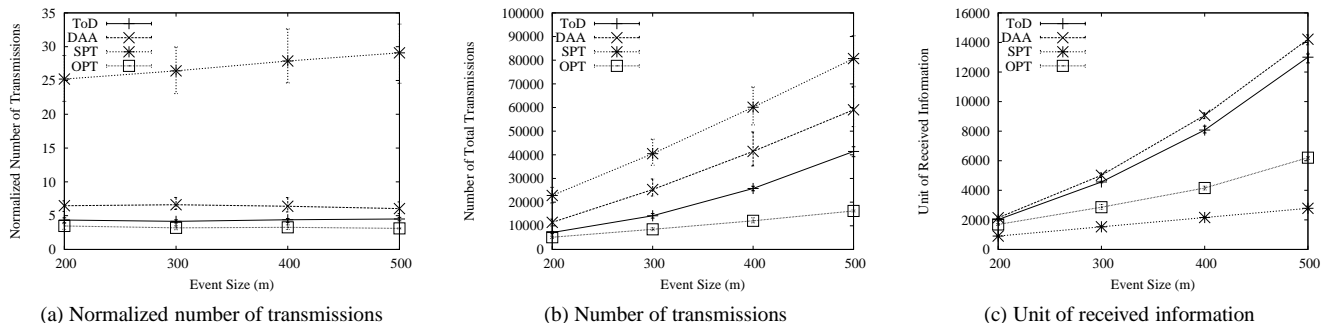 Normalized Number of Transmissions
35
30
25
20
15
10
5
0
200
300
400
500
Event Size (m)
ToD
DAA
SPT
OPT
(a) Normalized number of transmissions
Number of Total Transmissions
100000
90000
80000
70000
60000
50000
40000
30000
20000
10000
0
200
300
400
500
Event Size (m)
ToD
DAA
SPT
OPT
(b) Number of transmissions
Unit of Received Information
16000
14000
12000
10000
8000
6000
4000
2000
0
200
300
400
500
Event Size (m)
ToD
DAA
SPT
OPT
(c) Unit of received information